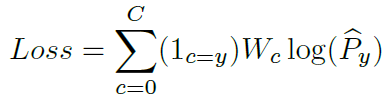 $Loss = \sum_{c=0}^{C} (1_{c=y}) W_c \log(\widehat{P}_y)$